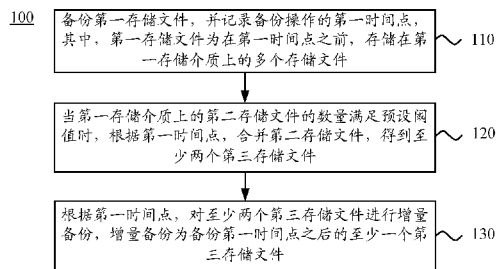 100
备份第一存储文件，并记录备份操作的第一时间点，
其中，第一存储文件为在第一时间点之前，存储在第
一存储介质上的多个存储文件
110
当第一存储介质上的第二存储文件的数量满足预设阈
值时，根据第一时间点，合并第二存储文件，得到至
少两个第三存储文件
120
根据第一时间点，对至少两个第三存储文件进行增量
备份，增量备份为备份第一时间点之后的至少一个第
三存储文件
130